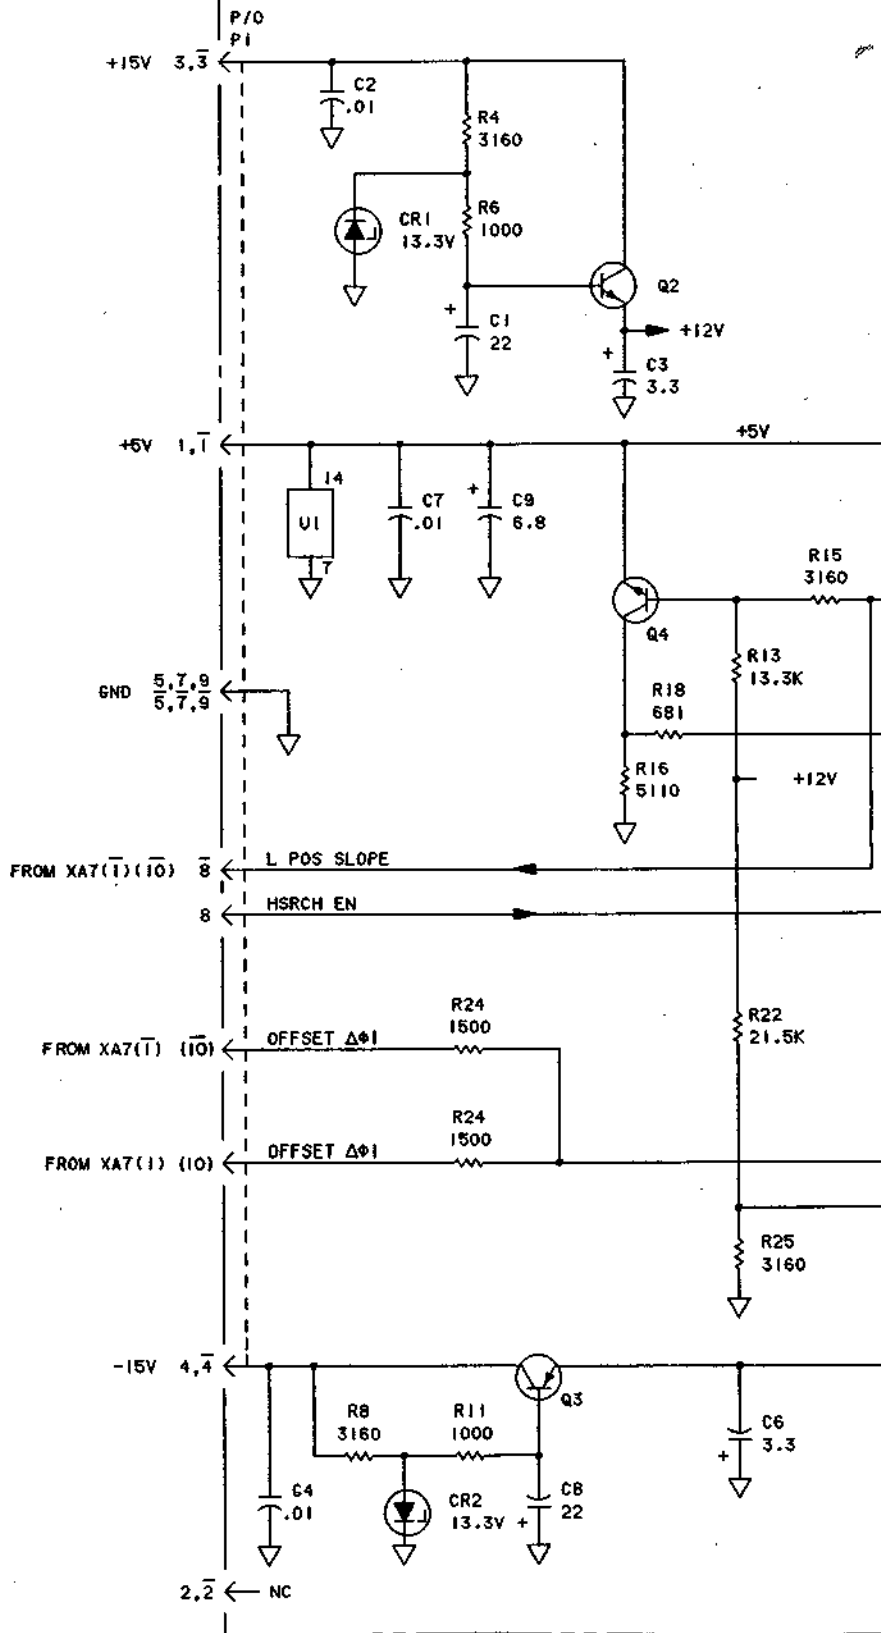 P/O
P1
+15V 3,3̅
C2
.01
R4
3160
R6
1000
CR1
13.3V
+
C1
22
Q2
+12V
+
C3
3.3
+5V 1,1̅
+5V
14
U1
7
C7
.01
+
C9
6.8
R15
3160
Q4
R13
13.3K
GND 5,7,9
5̅,7̅,9̅
R18
681
R16
5110
+12V
FROM XA7(1̅)(1̅0̅) 8̅
L POS SLOPE
8
HSRCH EN
R24
1500
R22
21.5K
FROM XA7(1̅) (1̅0̅)
OFFSET ΔΦ1
R24
1500
FROM XA7(1) (10)
OFFSET ΔΦ1
R25
3160
-15V 4,4̅
Q3
R8
3160
R11
1000
C6
3.3
+
C4
.01
CR2
13.3V
+
C8
22
2,2̅
NC